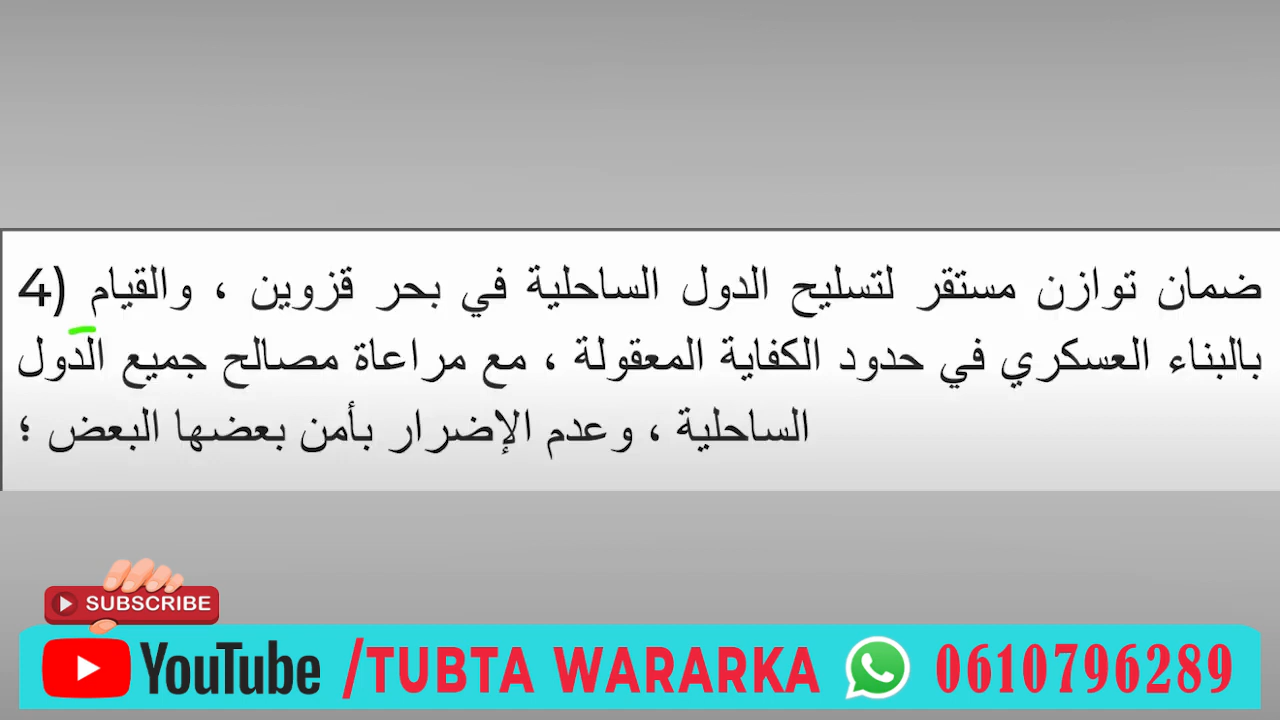 4) ضمان توازن مستقر لتسليح الدول الساحلية في بحر قزوين ، والقيام
بالبناء العسكري في حدود الكفاية المعقولة ، مع مراعاة مصالح جميع الدول
الساحلية ، وعدم الإضرار بأمن بعضها البعض ؛
SUBSCRIBE
YouTube /TUBTA WARARKA 0610796289